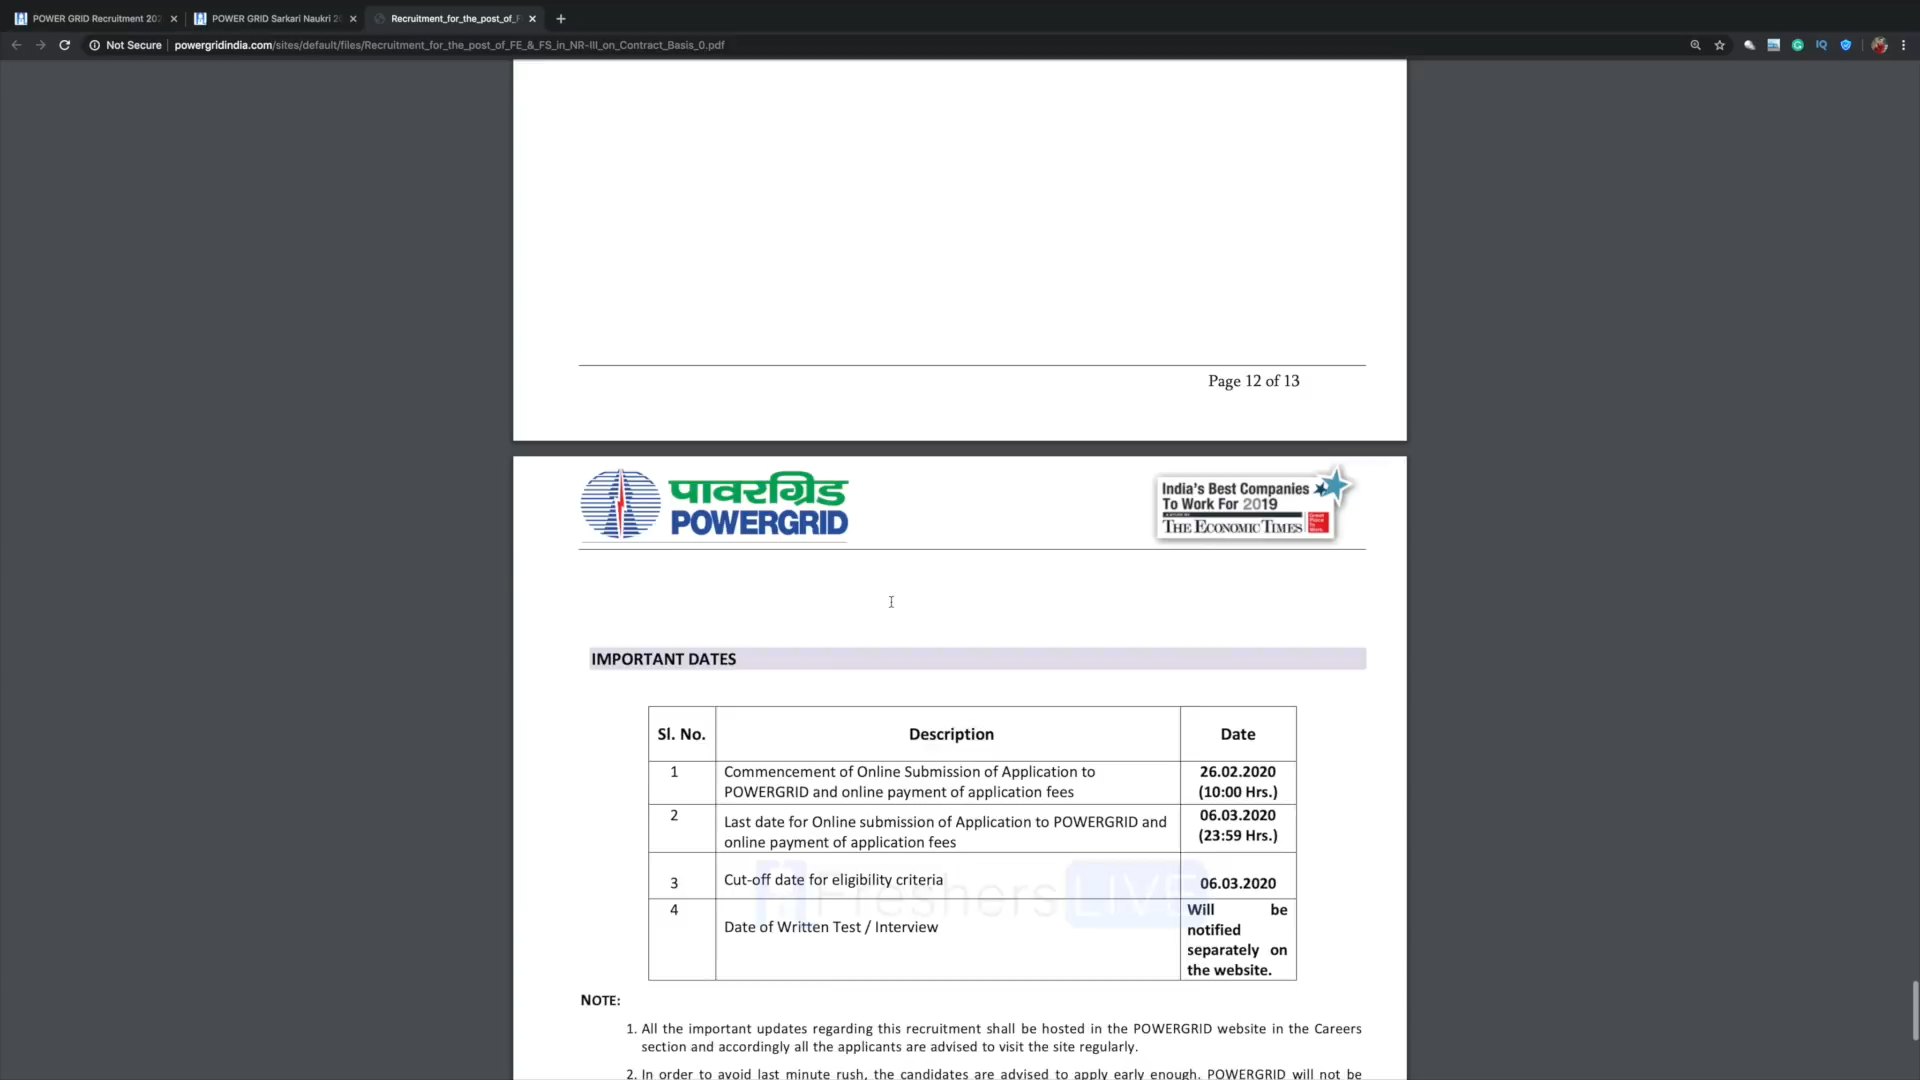 POWER GRID Recruitment 202
POWER GRID Sarkari Naukri 2
Recruitment_for_the_post_of_F
Not Secure
powergridindia.com/sites/default/files/Recruitment_for_the_post_of_FE_&_FS_in_NR-III_on_Contract_Basis_0.pdf
IQ
Page 12 of 13
पावरग्रिड
POWERGRID
India's Best Companies
To Work For 2019
THE ECONOMIC TIMES
IMPORTANT DATES
Sl. No. Description Date
1 Commencement of Online Submission of Application to 26.02.2020
POWERGRID and online payment of application fees (10:00 Hrs.)
2 Last date for Online submission of Application to POWERGRID and 06.03.2020
online payment of application fees (23:59 Hrs.)
3 Cut-off date for eligibility criteria 06.03.2020
4 Date of Written Test / Interview
Will be
notified
separately on
the website.
FreshersLIVE
NOTE:
1. All the important updates regarding this recruitment shall be hosted in the POWERGRID website in the Careers
section and accordingly all the applicants are advised to visit the site regularly.
2. In order to avoid last minute rush, the candidates are advised to apply early enough. POWERGRID will not be